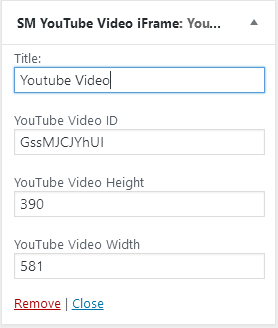 SM YouTube Video iFrame: You...
Title:
Youtube Video
YouTube Video ID
GssMJCJYhUI
YouTube Video Height
390
YouTube Video Width
581
Remove | Close